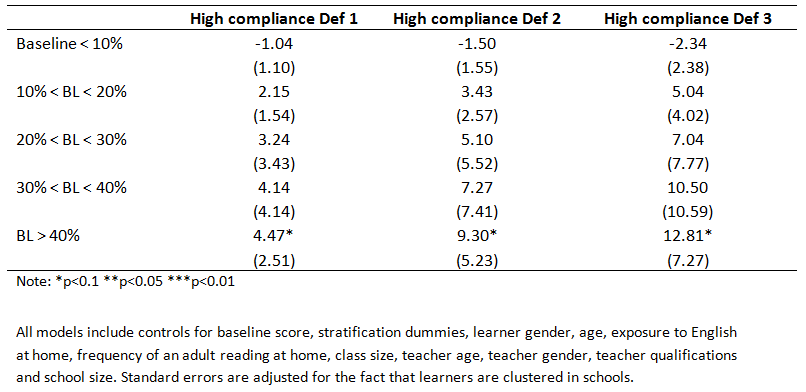 High compliance Def 1 High compliance Def 2 High compliance Def 3
Baseline < 10% -1.04 -1.50 -2.34
(1.10) (1.55) (2.38)
10% < BL < 20% 2.15 3.43 5.04
(1.54) (2.57) (4.02)
20% < BL < 30% 3.24 5.10 7.04
(3.43) (5.52) (7.77)
30% < BL < 40% 4.14 7.27 10.50
(4.14) (7.41) (10.59)
BL > 40% 4.47* 9.30* 12.81*
(2.51) (5.23) (7.27)
Note: *p<0.1 **p<0.05 ***p<0.01
All models include controls for baseline score, stratification dummies, learner gender, age, exposure to English
at home, frequency of an adult reading at home, class size, teacher age, teacher gender, teacher qualifications
and school size. Standard errors are adjusted for the fact that learners are clustered in schools.